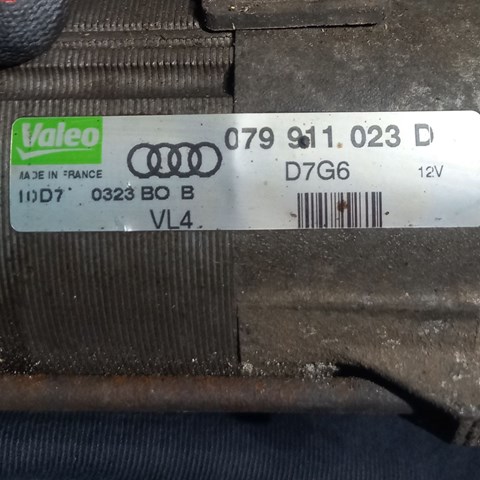 Valeo
079 911 023 D
MADE IN FRANCE
D7G6 12V
10D7 0323 BO B
VL4